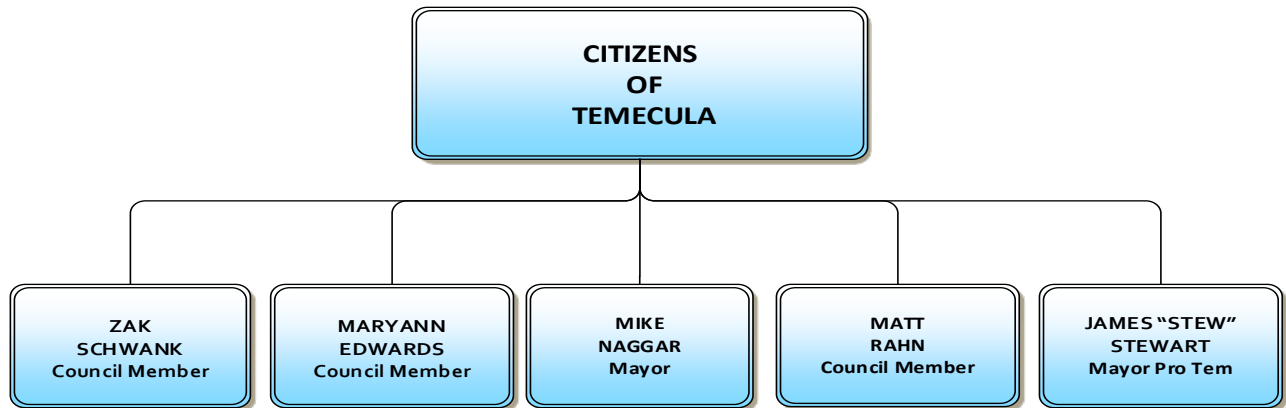 CITIZENS
OF
TEMECULA
ZAK
SCHWANK
Council Member
MARYANN
EDWARDS
Council Member
MIKE
NAGGAR
Mayor
MATT
RAHN
Council Member
JAMES “STEW”
STEWART
Mayor Pro Tem